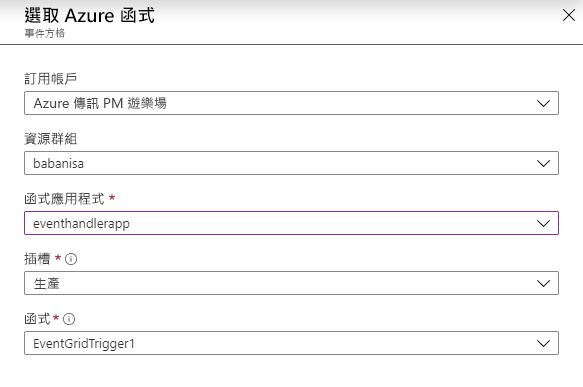 選取 Azure 函式
事件方格
訂用帳戶
Azure 傳訊 PM 遊樂場
資源群組
babanisa
函式應用程式 *
eventhandlerapp
插槽 *
生產
函式*
EventGridTrigger1